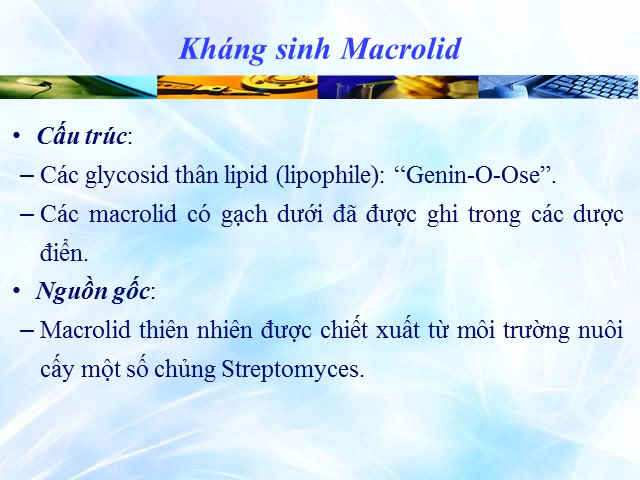 Kháng sinh Macrolid
• Cấu trúc:
– Các glycosid thân lipid (lipophile): “Genin-O-Ose”.
– Các macrolid có gạch dưới đã được ghi trong các dược
điển.
• Nguồn gốc:
– Macrolid thiên nhiên được chiết xuất từ môi trường nuôi
cấy một số chủng Streptomyces.